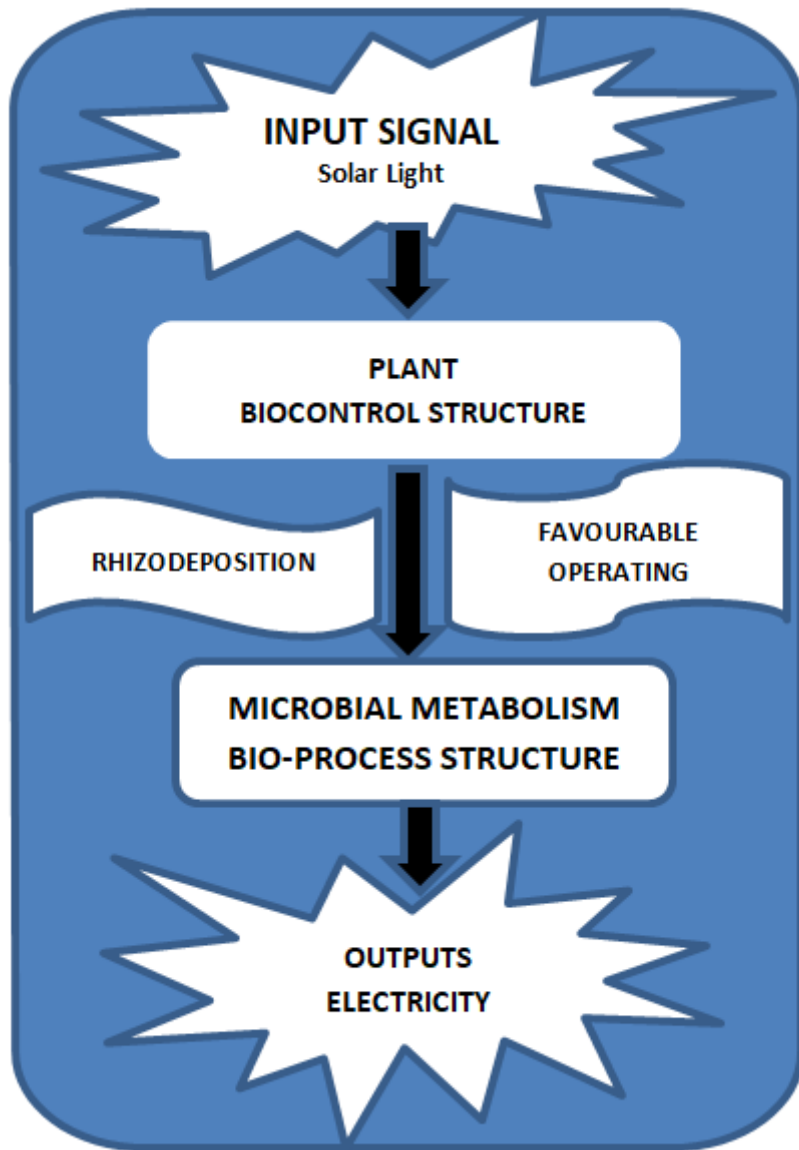 INPUT SIGNAL
Solar Light
PLANT
BIOCONTROL STRUCTURE
RHIZODEPOSITION
FAVOURABLE
OPERATING
MICROBIAL METABOLISM
BIO-PROCESS STRUCTURE
OUTPUTS
ELECTRICITY